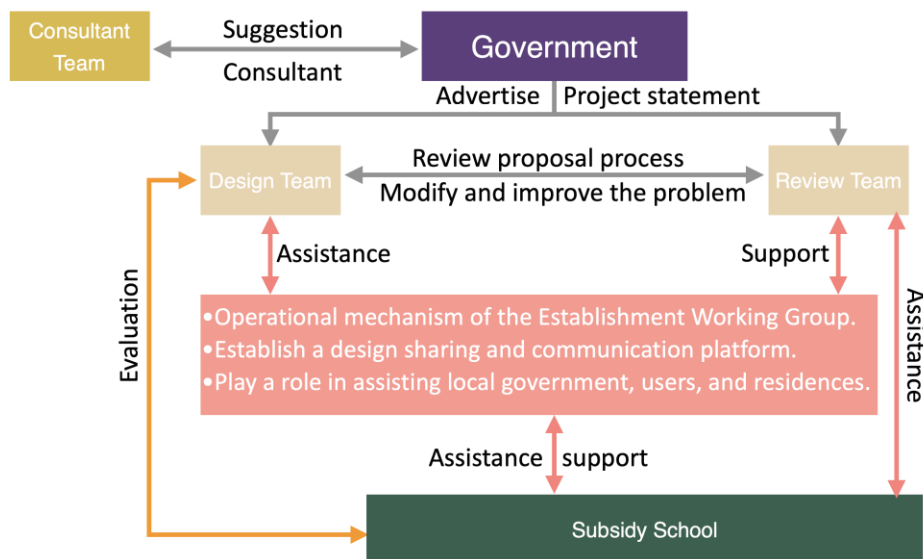 Consultant
Team
Suggestion
Consultant
Government
Advertise
Project statement
Design Team
Review proposal process
Modify and improve the problem
Review Team
Assistance
Support
Evaluation
Assistance
•Operational mechanism of the Establishment Working Group.
•Establish a design sharing and communication platform.
•Play a role in assisting local government, users, and residences.
Assistance
support
Subsidy School